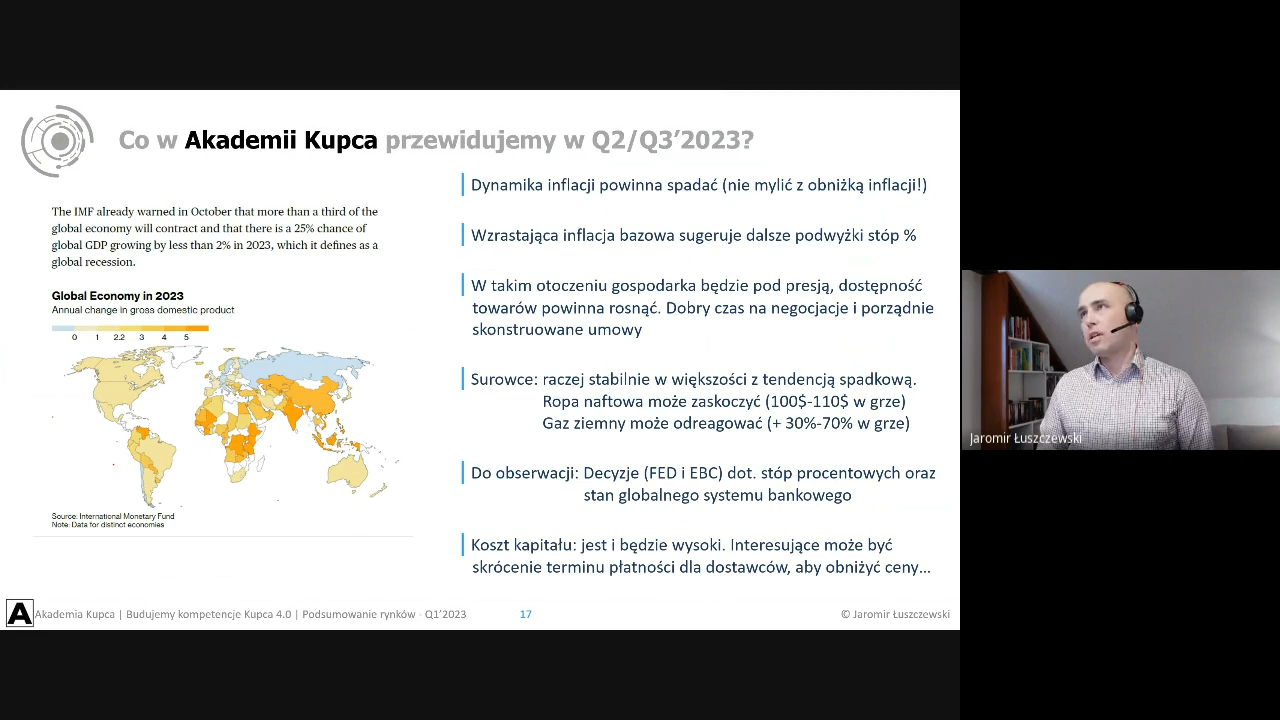 Co w Akademii Kupca przewidujemy w Q2/Q3’2023?
The IMF already warned in October that more than a third of the
global economy will contract and that there is a 25% chance of
global GDP growing by less than 2% in 2023, which it defines as a
global recession.
Global Economy in 2023
Annual change in gross domestic product
0 1 2.2 3 4 5
Source: International Monetary Fund
Note: Data for distinct economies
Dynamika inflacji powinna spadać (nie mylić z obniżką inflacji!)
Wzrastająca inflacja bazowa sugeruje dalsze podwyżki stóp %
W takim otoczeniu gospodarka będzie pod presją, dostępność
towarów powinna rosnąć. Dobry czas na negocjacje i porządnie
skonstruowane umowy
Surowce: raczej stabilnie w większości z tendencją spadkową.
Ropa naftowa może zaskoczyć (100$-110$ w grze)
Gaz ziemny może odreagować (+ 30%-70% w grze)
Do obserwacji: Decyzje (FED i EBC) dot. stóp procentowych oraz
stan globalnego systemu bankowego
Koszt kapitału: jest i będzie wysoki. Interesujące może być
skrócenie terminu płatności dla dostawców, aby obniżyć ceny…
A Akademia Kupca | Budujemy kompetencje Kupca 4.0 | Podsumowanie rynków - Q1’2023
17
© Jaromir Łuszczewski
Jaromir Łuszczewski